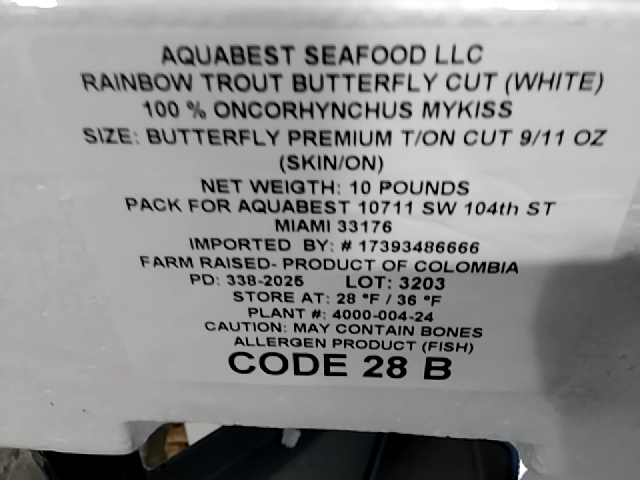 AQUABEST SEAFOOD LLC
RAINBOW TROUT BUTTERFLY CUT (WHITE)
100 % ONCORHYNCHUS MYKISS
SIZE: BUTTERFLY PREMIUM T/ON CUT 9/11 OZ
(SKIN/ON)
NET WEIGTH: 10 POUNDS
PACK FOR AQUABEST 10711 SW 104th ST
MIAMI 33176
IMPORTED BY: # 17393486666
FARM RAISED- PRODUCT OF COLOMBIA
PD: 338-2025 LOT: 3203
STORE AT: 28 °F / 36 °F
PLANT #: 4000-004-24
CAUTION: MAY CONTAIN BONES
ALLERGEN PRODUCT (FISH)
CODE 28 B